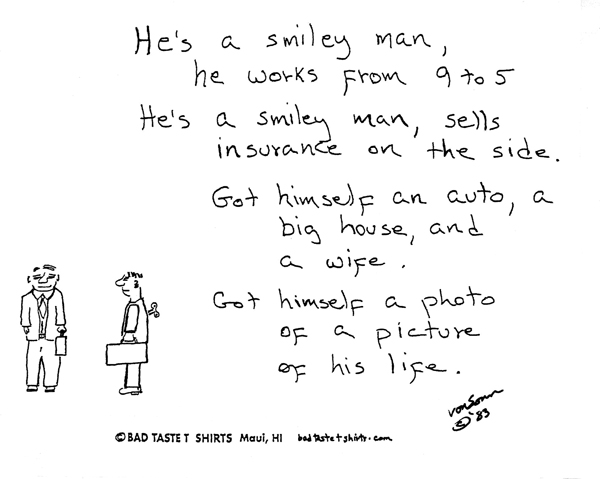 He's a smiley man,
he works from 9 to 5
He's a smiley man, sells
insurance on the side.
Got himself an auto, a
big house, and
a wife.
Got himself a photo
of a picture
of his life.
vonSonn
© '83
© BAD TASTE T SHIRTS Maui, HI badtastetshirts.com